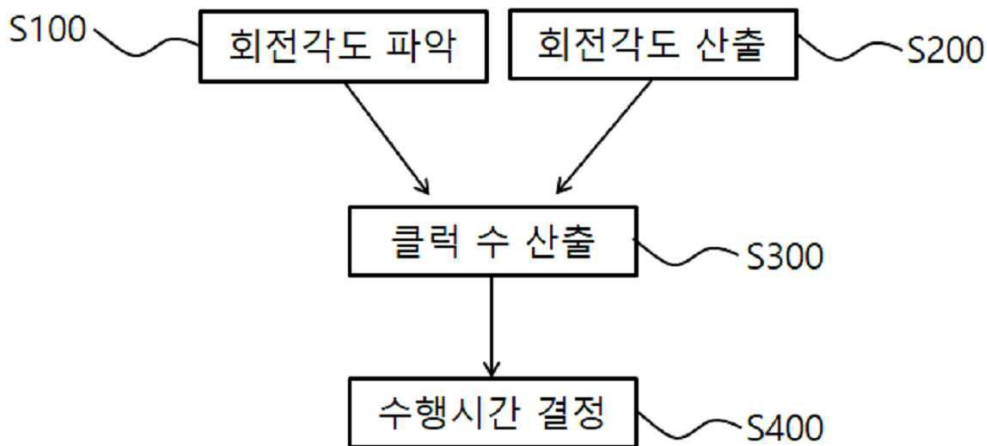 S100
회전각도 파악
회전각도 산출
S200
클럭 수 산출
S300
수행시간 결정
S400